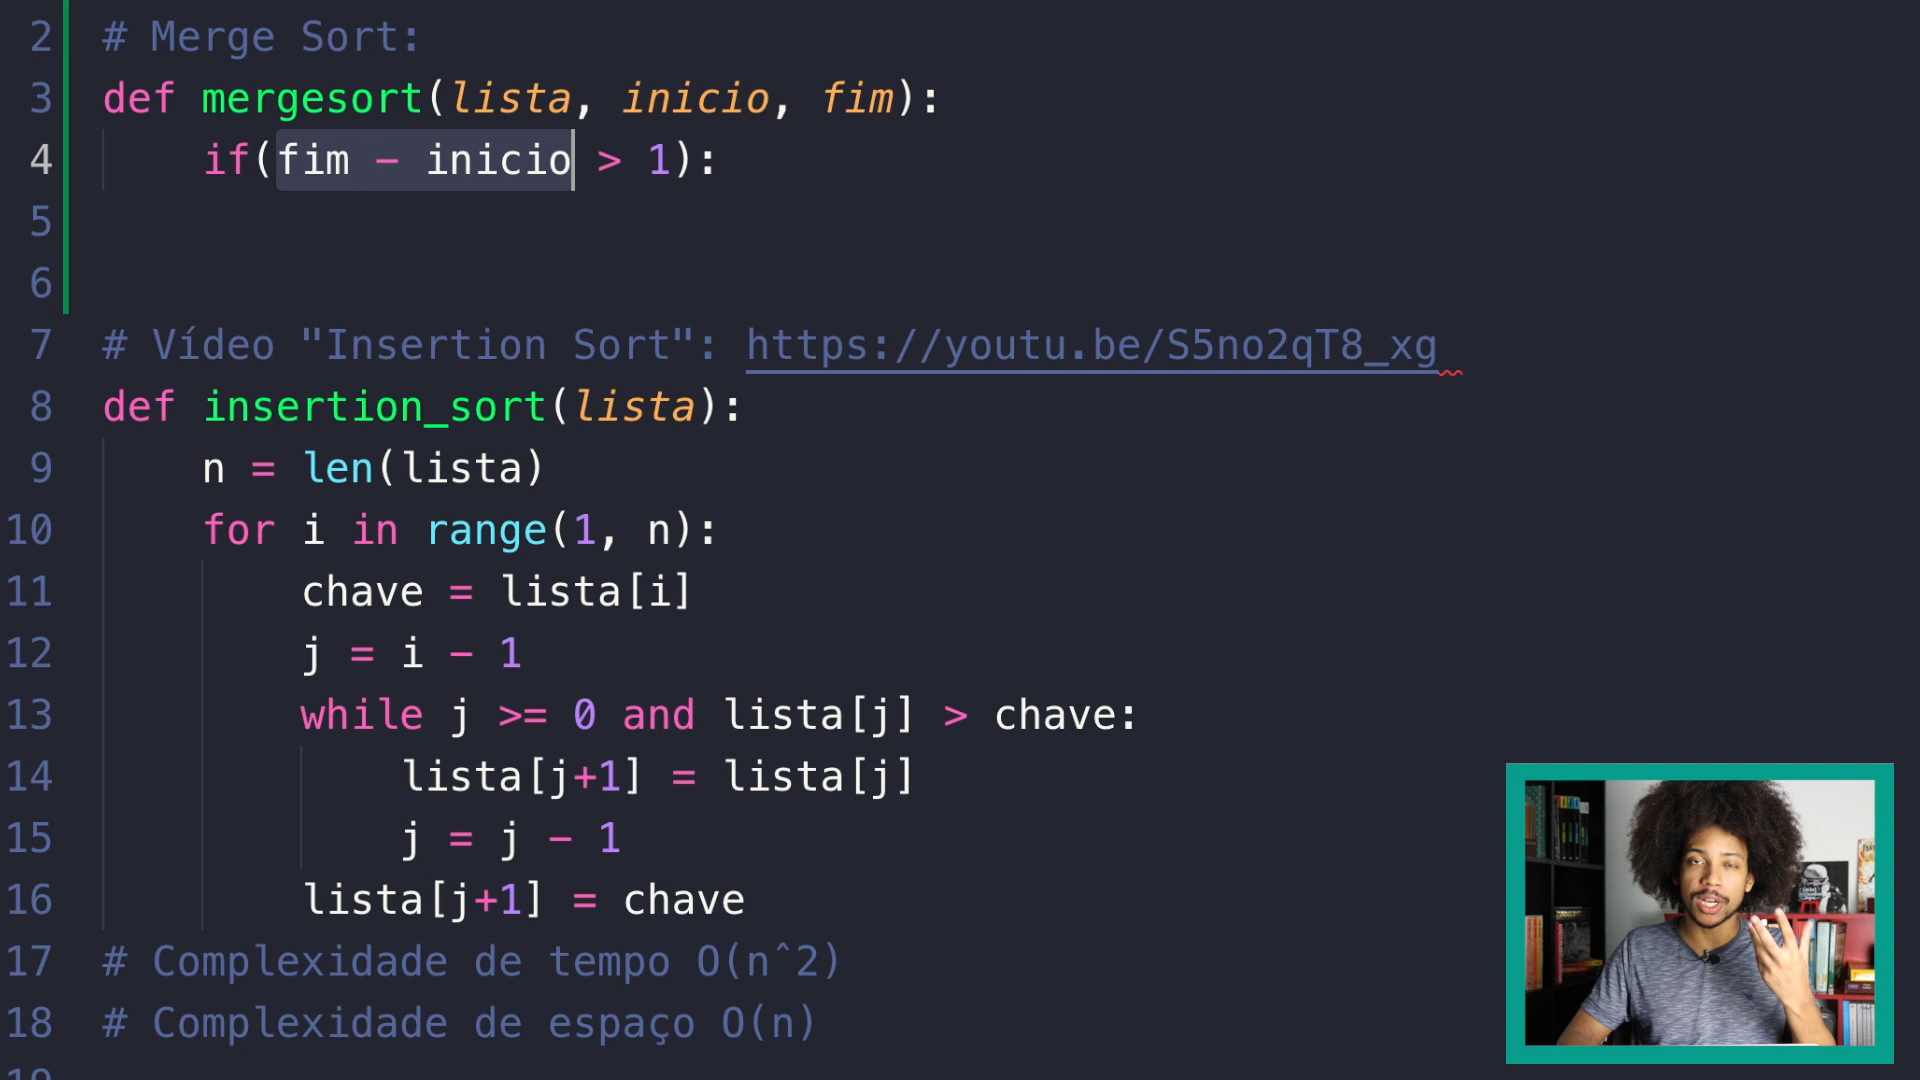 2 # Merge Sort:
3 def mergesort(lista, inicio, fim):
4 if(fim - inicio > 1):
5
6
7 # Vídeo "Insertion Sort": https://youtu.be/S5no2qT8_xg
8 def insertion_sort(lista):
9 n = len(lista)
10 for i in range(1, n):
11 chave = lista[i]
12 j = i - 1
13 while j >= 0 and lista[j] > chave:
14 lista[j+1] = lista[j]
15 j = j - 1
16 lista[j+1] = chave
17 # Complexidade de tempo O(n^2)
18 # Complexidade de espaço O(n)
19